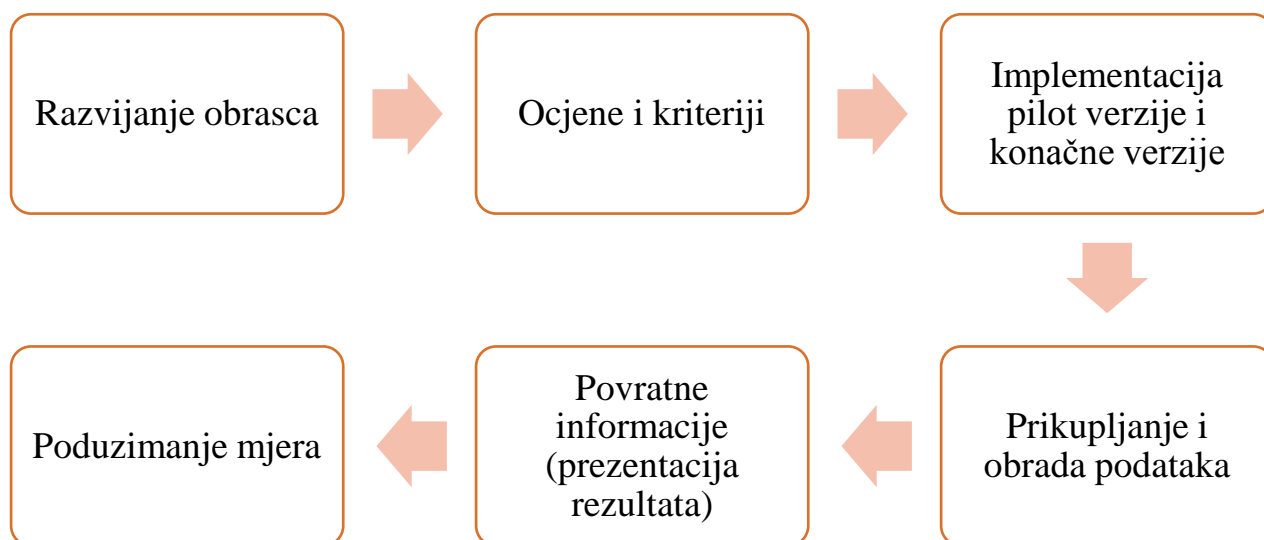 Razvijanje obrasca
Ocjene i kriteriji
Implementacija
pilot verzije i
konačne verzije
Prikupljanje i
obrada podataka
Povratne
informacije
(prezentacija
rezultata)
Poduzimanje mjera